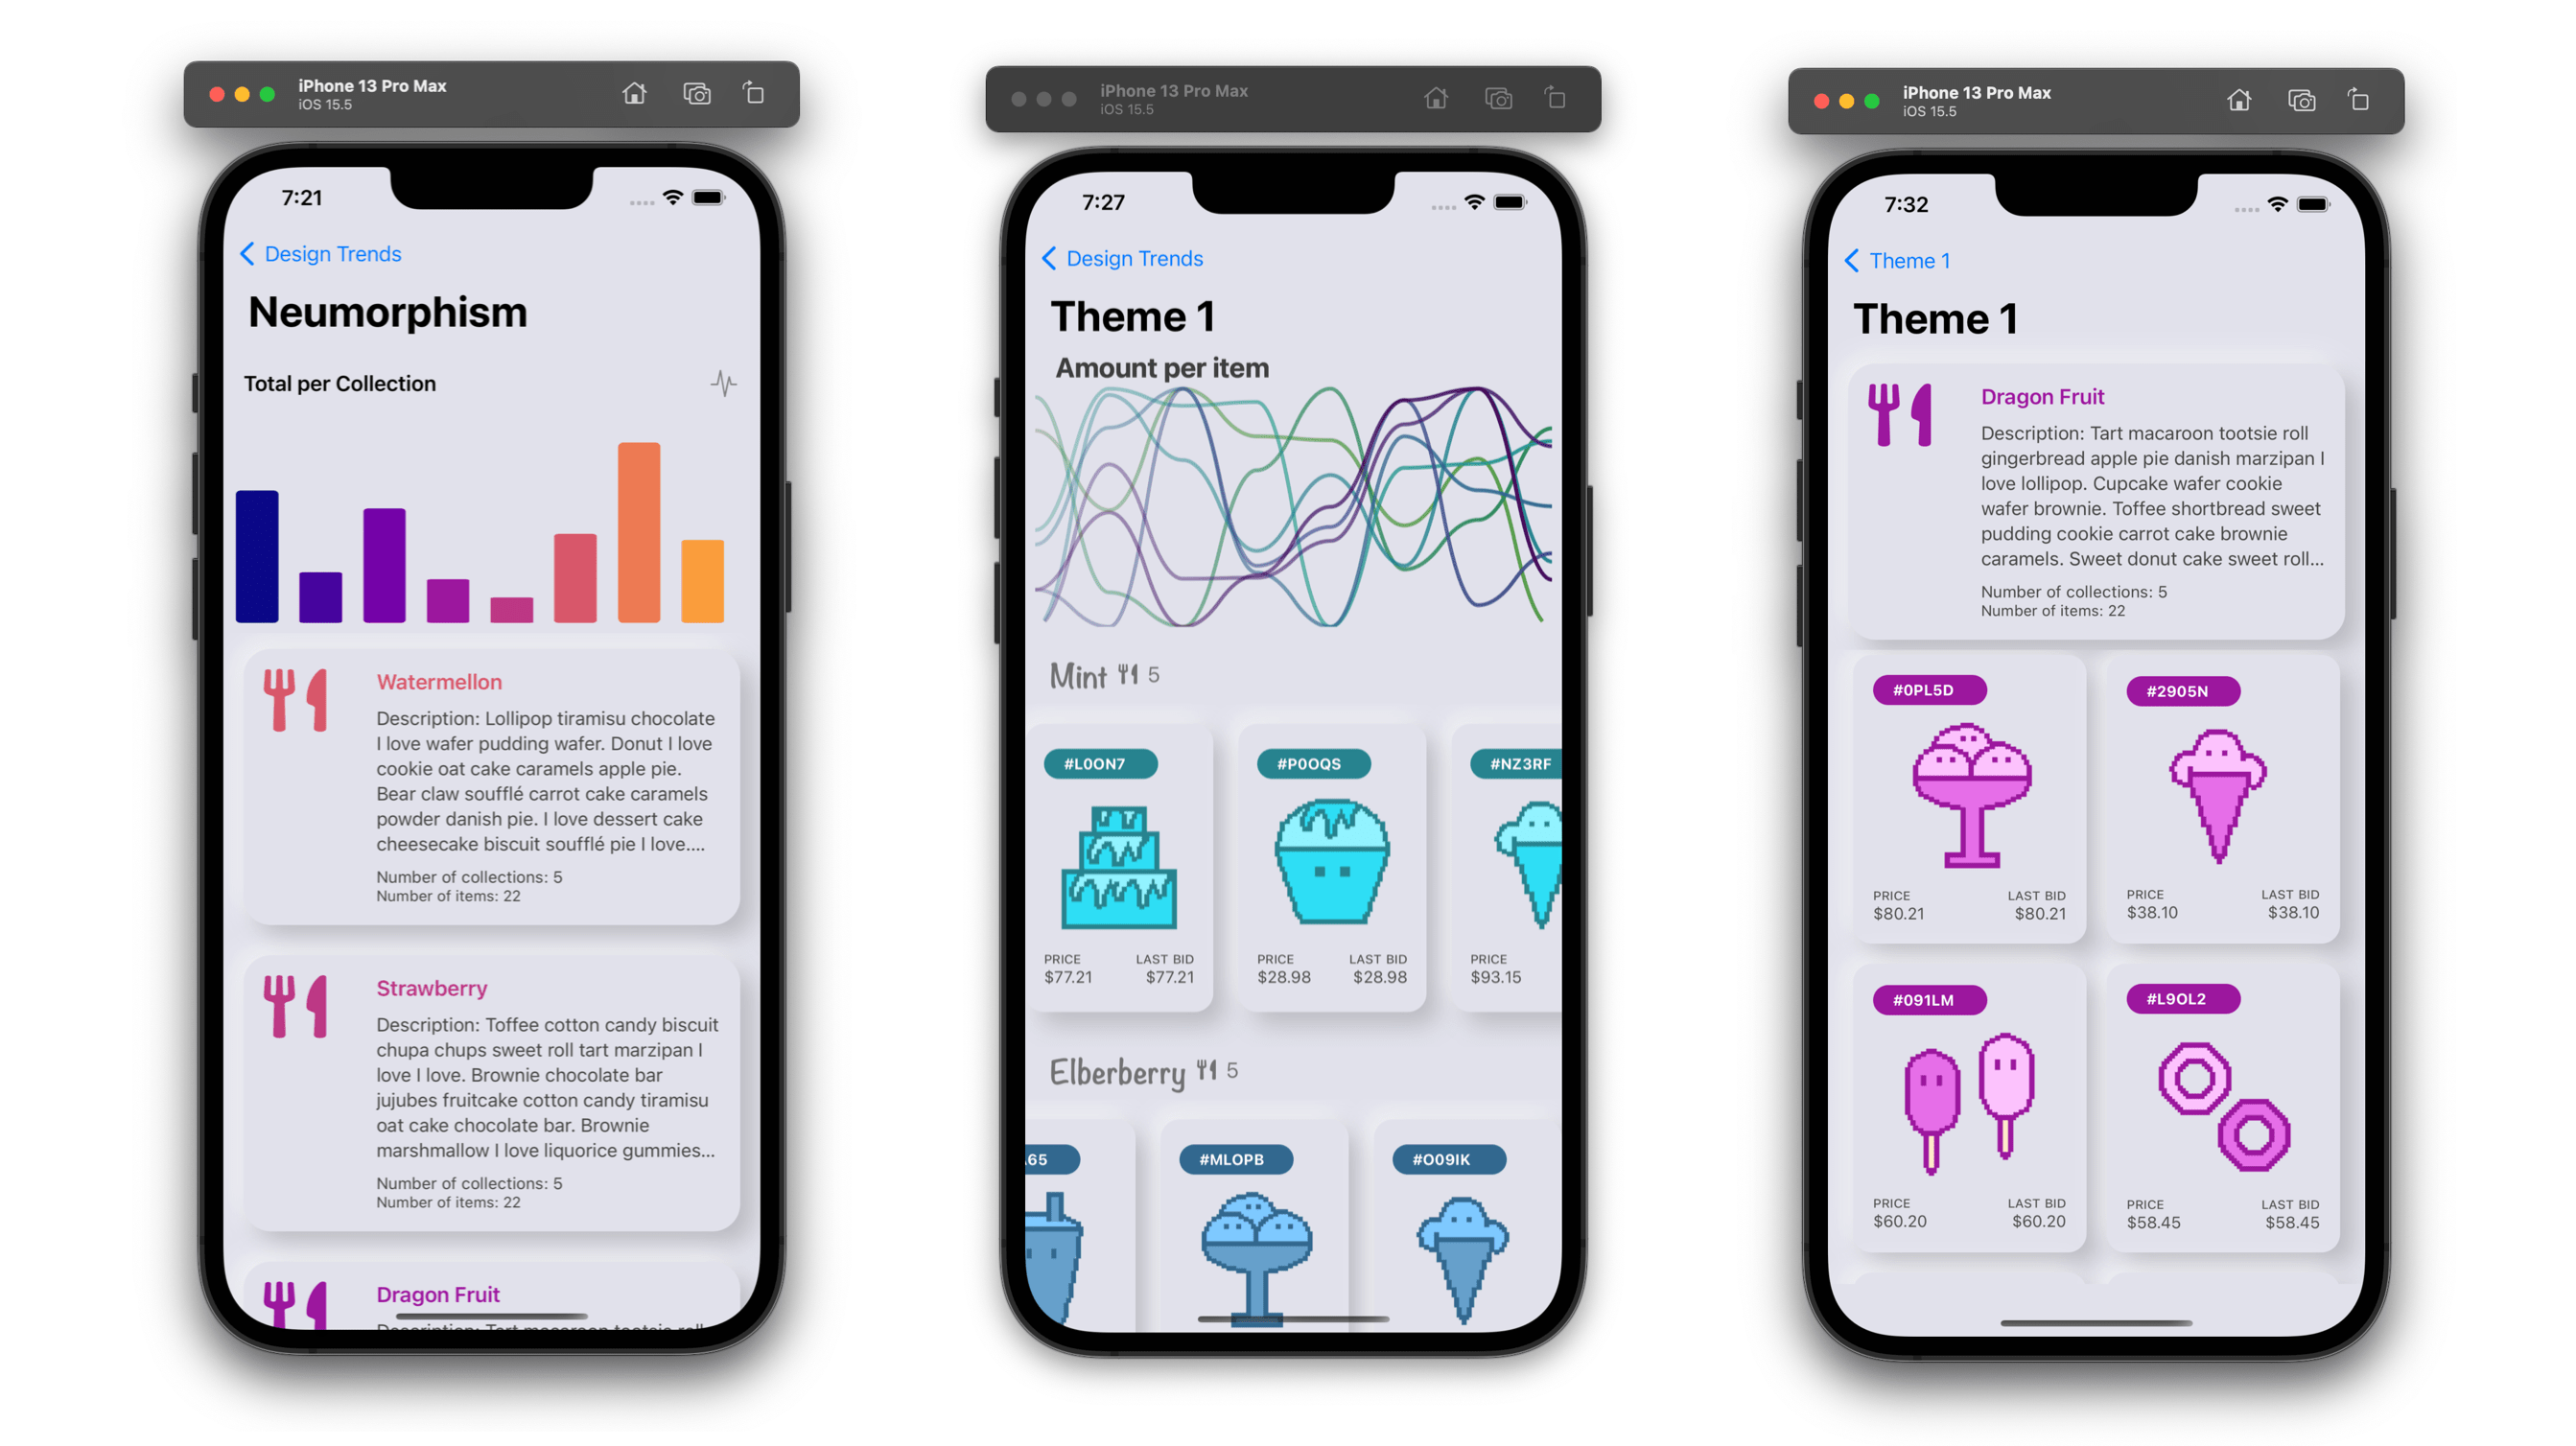 iPhone 13 Pro Max
iOS 15.5
7:21
Design Trends
Neumorphism
Total per Collection
Watermellon
Description: Lollipop tiramisu chocolate
I love wafer pudding wafer. Donut I love
cookie oat cake caramels apple pie.
Bear claw soufflé carrot cake caramels
powder danish pie. I love dessert cake
cheesecake biscuit soufflé pie I love....
Number of collections: 5
Number of items: 22
Strawberry
Description: Toffee cotton candy biscuit
chupa chups sweet roll tart marzipan I
love I love. Brownie chocolate bar
jujubes fruitcake cotton candy tiramisu
oat cake chocolate bar. Brownie
marshmallow I love liquorice gummies...
Number of collections: 5
Number of items: 22
Dragon Fruit
Description: Tart macaroon tootsie roll
iPhone 13 Pro Max
iOS 15.5
7:27
Design Trends
Theme 1
Amount per item
Mint 5
#L0ON7 #P0OQS #NZ3RF
PRICE LAST BID PRICE LAST BID PRICE
$77.21 $77.21 $28.98 $28.98 $93.15
Elberberry 5
.65 #MLOPB #O09IK
iPhone 13 Pro Max
iOS 15.5
7:32
Theme 1
Theme 1
Dragon Fruit
Description: Tart macaroon tootsie roll
gingerbread apple pie danish marzipan I
love lollipop. Cupcake wafer cookie
wafer brownie. Toffee shortbread sweet
pudding cookie carrot cake brownie
caramels. Sweet donut cake sweet roll...
Number of collections: 5
Number of items: 22
#0PL5D #2905N
PRICE LAST BID PRICE LAST BID
$80.21 $80.21 $38.10 $38.10
#091LM #L9OL2
PRICE LAST BID PRICE LAST BID
$60.20 $60.20 $58.45 $58.45